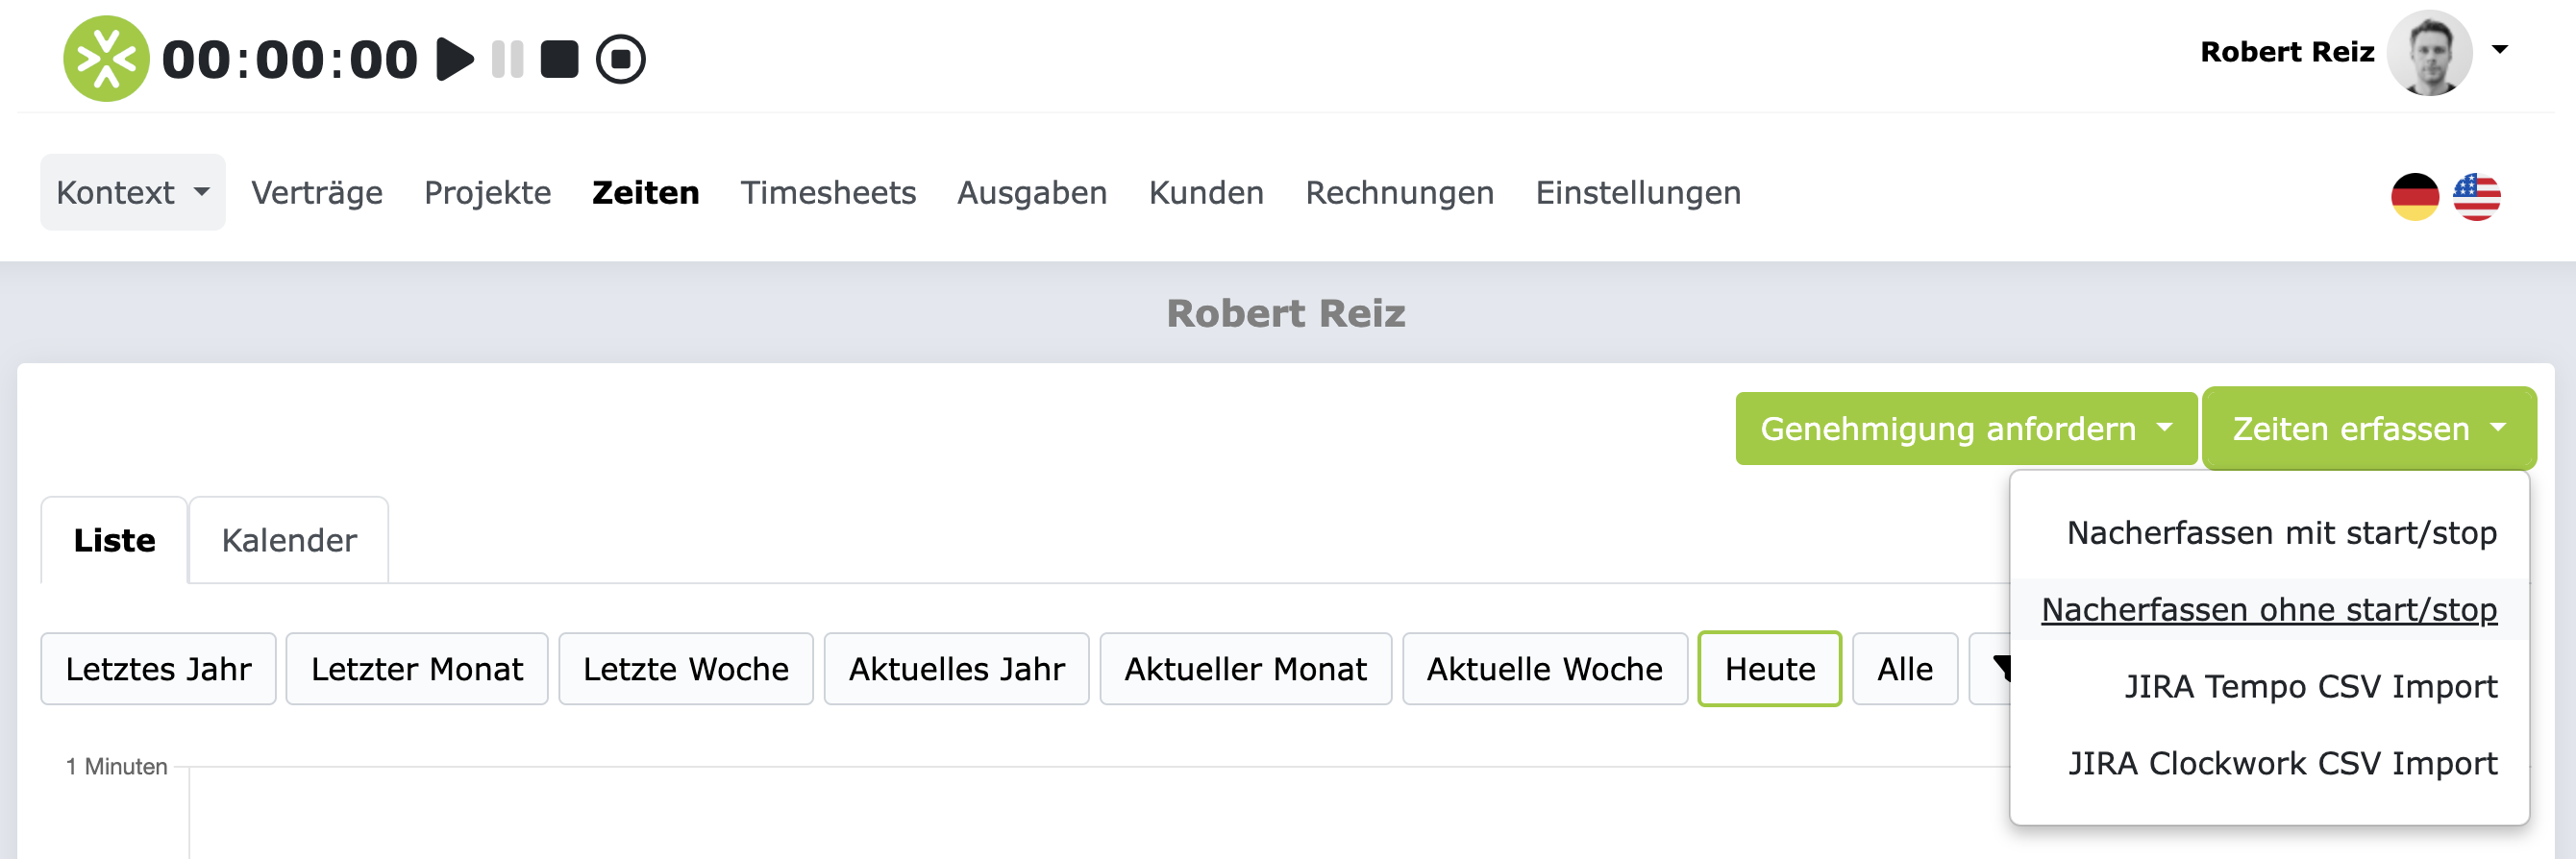 00:00:00
Robert Reiz
Kontext Verträge Projekte Zeiten Timesheets Ausgaben Kunden Rechnungen Einstellungen
Robert Reiz
Genehmigung anfordern Zeiten erfassen
Nacherfassen mit start/stop
Liste Kalender
Nacherfassen ohne start/stop
Letztes Jahr Letzter Monat Letzte Woche Aktuelles Jahr Aktueller Monat Aktuelle Woche Heute Alle
JIRA Tempo CSV Import
JIRA Clockwork CSV Import
1 Minuten